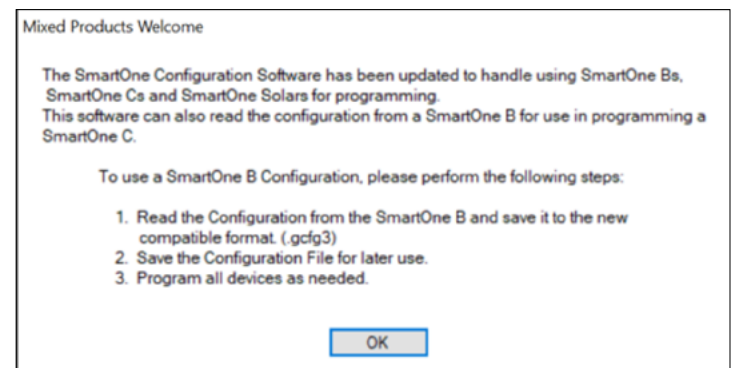 Mixed Products Welcome
The SmartOne Configuration Software has been updated to handle using SmartOne Bs,
SmartOne Cs and SmartOne Solars for programming.
This software can also read the configuration from a SmartOne B for use in programming a
SmartOne C.
To use a SmartOne B Configuration, please perform the following steps:
1. Read the Configuration from the SmartOne B and save it to the new
compatible format. (.gcfg3)
2. Save the Configuration File for later use.
3. Program all devices as needed.
OK